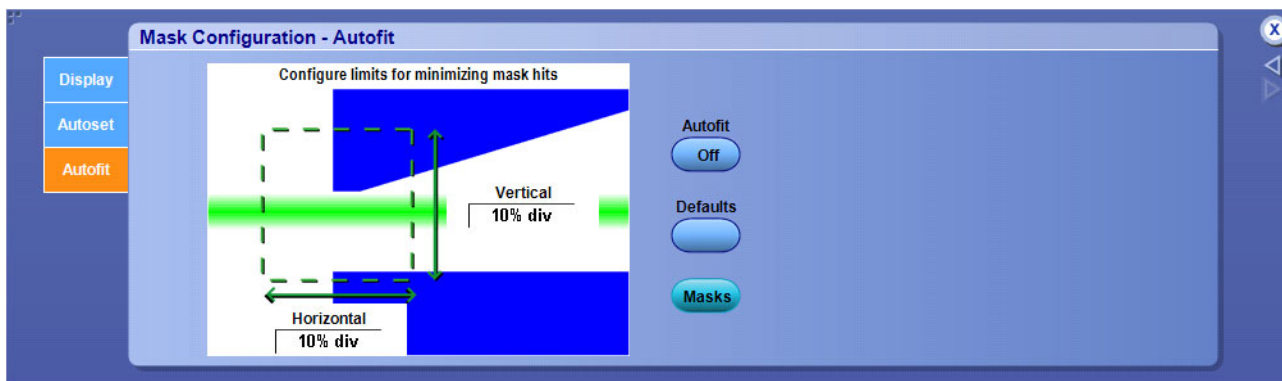 Mask Configuration - Autofit
X
Display
Autoset
Autofit
Configure limits for minimizing mask hits
Vertical
10% div
Horizontal
10% div
Autofit
Off
Defaults
Masks